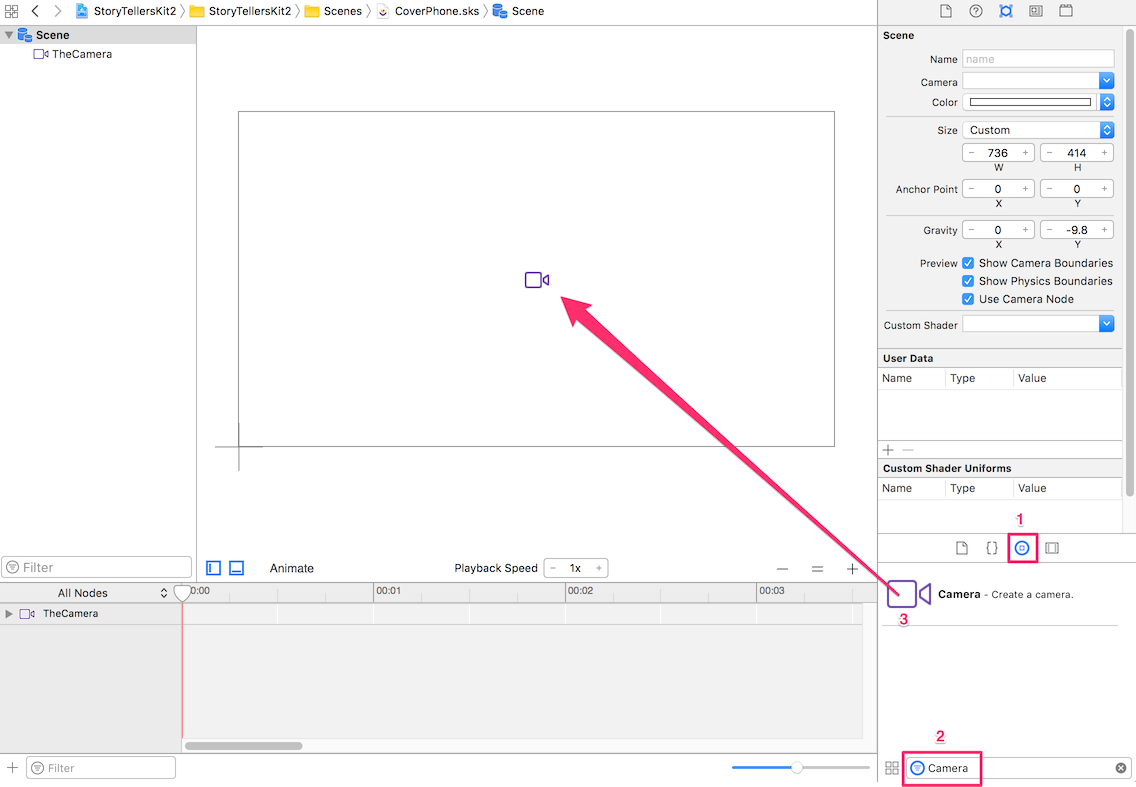 StoryTellersKit2 StoryTellersKit2 Scenes CoverPhone.sks Scene
Scene
TheCamera
Filter
Scene
Name name
Camera
Color
Size Custom
− 736 + − 414 +
W H
Anchor Point − 0 + − 0 +
X Y
Gravity − 0 + − -9.8 +
X Y
Preview Show Camera Boundaries
Show Physics Boundaries
Use Camera Node
Custom Shader
User Data
Name Type Value
+ −
Custom Shader Uniforms
Name Type Value
1
{}
Animate Playback Speed − 1x + − = +
All Nodes 0:00 00:01 00:02 00:03
TheCamera
Camera - Create a camera.
3
2
+ Filter
Camera